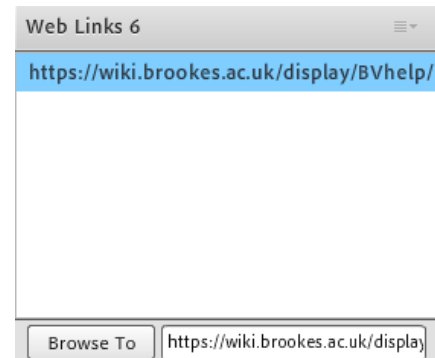 Web Links 6
https://wiki.brookes.ac.uk/display/BVhelp/
Browse To https://wiki.brookes.ac.uk/display